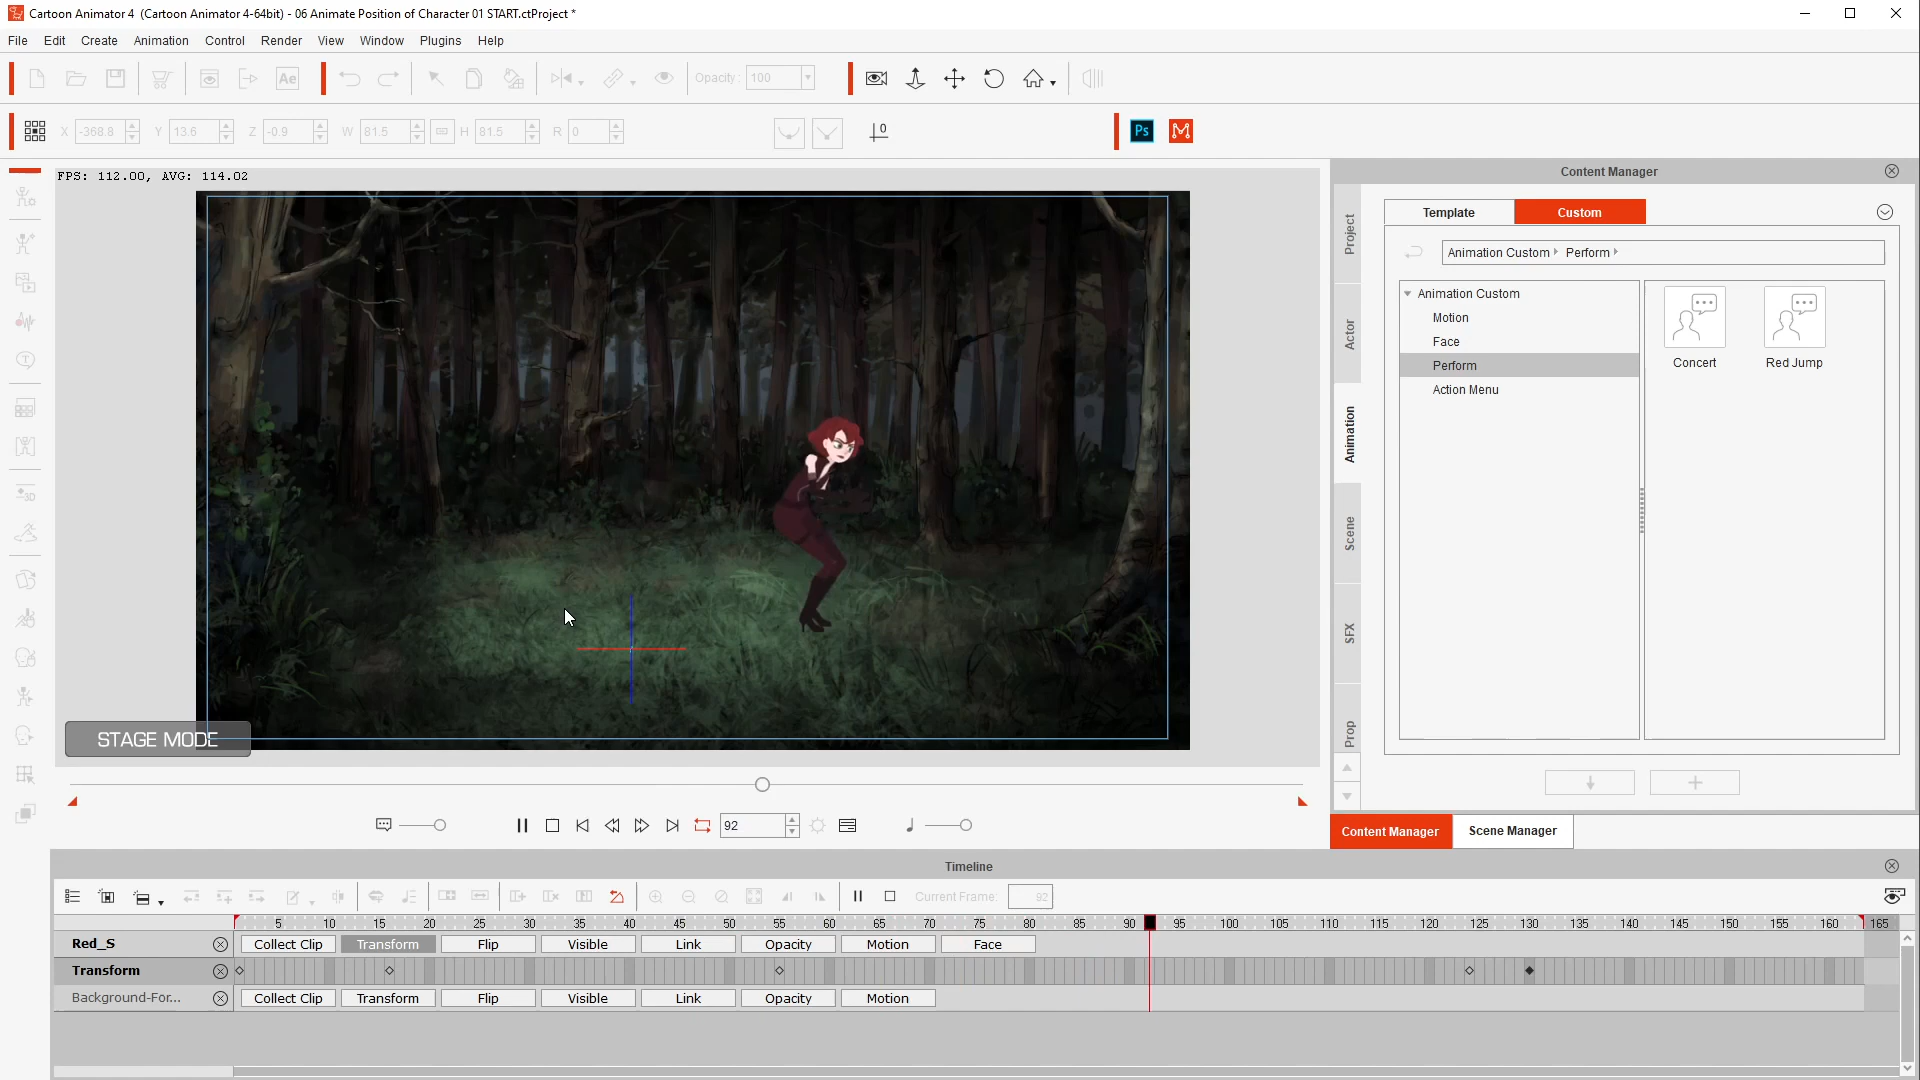 Cartoon Animator 4 (Cartoon Animator 4-64bit) - 06 Animate Position of Character 01 START.ctProject *
File Edit Create Animation Control Render View Window Plugins Help
Ae Opacity: 100
X -368.8 Y 13.6 Z -0.9 W 81.5 H 81.5 R 0 0 Ps
FPS: 112.00, AVG: 114.02
STAGE MODE
92
Content Manager
Template Custom
Animation Custom Perform
Animation Custom
Motion
Face
Perform
Action Menu
Concert Red Jump
Project
Actor
Animation
Scene
SFX
Prop
Content Manager Scene Manager
Timeline
Current Frame: 92
5 10 15 20 25 30 35 40 45 50 55 60 65 70 75 80 85 90 95 100 105 110 115 120 125 130 135 140 145 150 155 160 165
Red_S Collect Clip Transform Flip Visible Link Opacity Motion Face
Transform
Background-For... Collect Clip Transform Flip Visible Link Opacity Motion